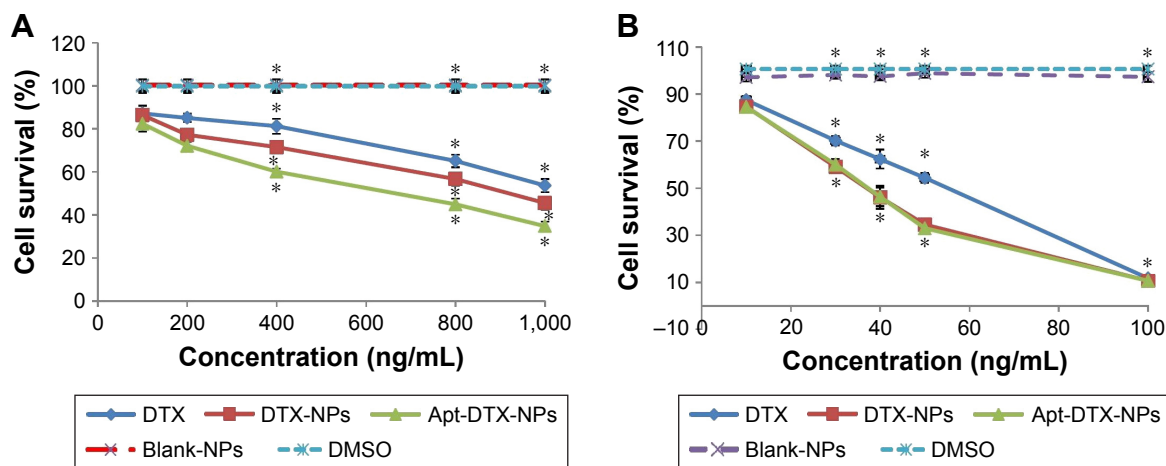 A
Cell survival (%)
120
100
80
60
40
20
0
0 200 400 600 800 1,000
Concentration (ng/mL)
* * *
* * *
* * *
* * *
DTX DTX-NPs Apt-DTX-NPs
Blank-NPs DMSO
B
Cell survival (%)
110
90
70
50
30
10
–10
0 20 40 60 80 100
Concentration (ng/mL)
* * * *
* * *
* * *
*
DTX DTX-NPs Apt-DTX-NPs
Blank-NPs DMSO